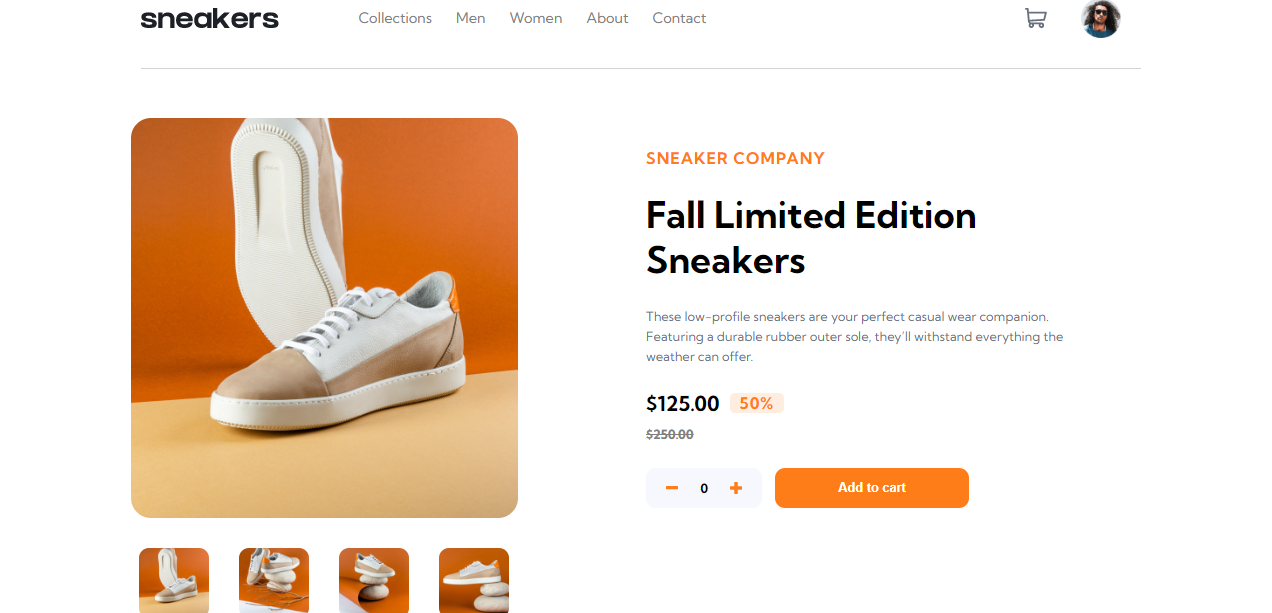 sneakers
Collections Men Women About Contact
SNEAKER COMPANY
Fall Limited Edition
Sneakers
These low-profile sneakers are your perfect casual wear companion.
Featuring a durable rubber outer sole, they'll withstand everything the
weather can offer.
$125.00 50%
$250.00
0
Add to cart